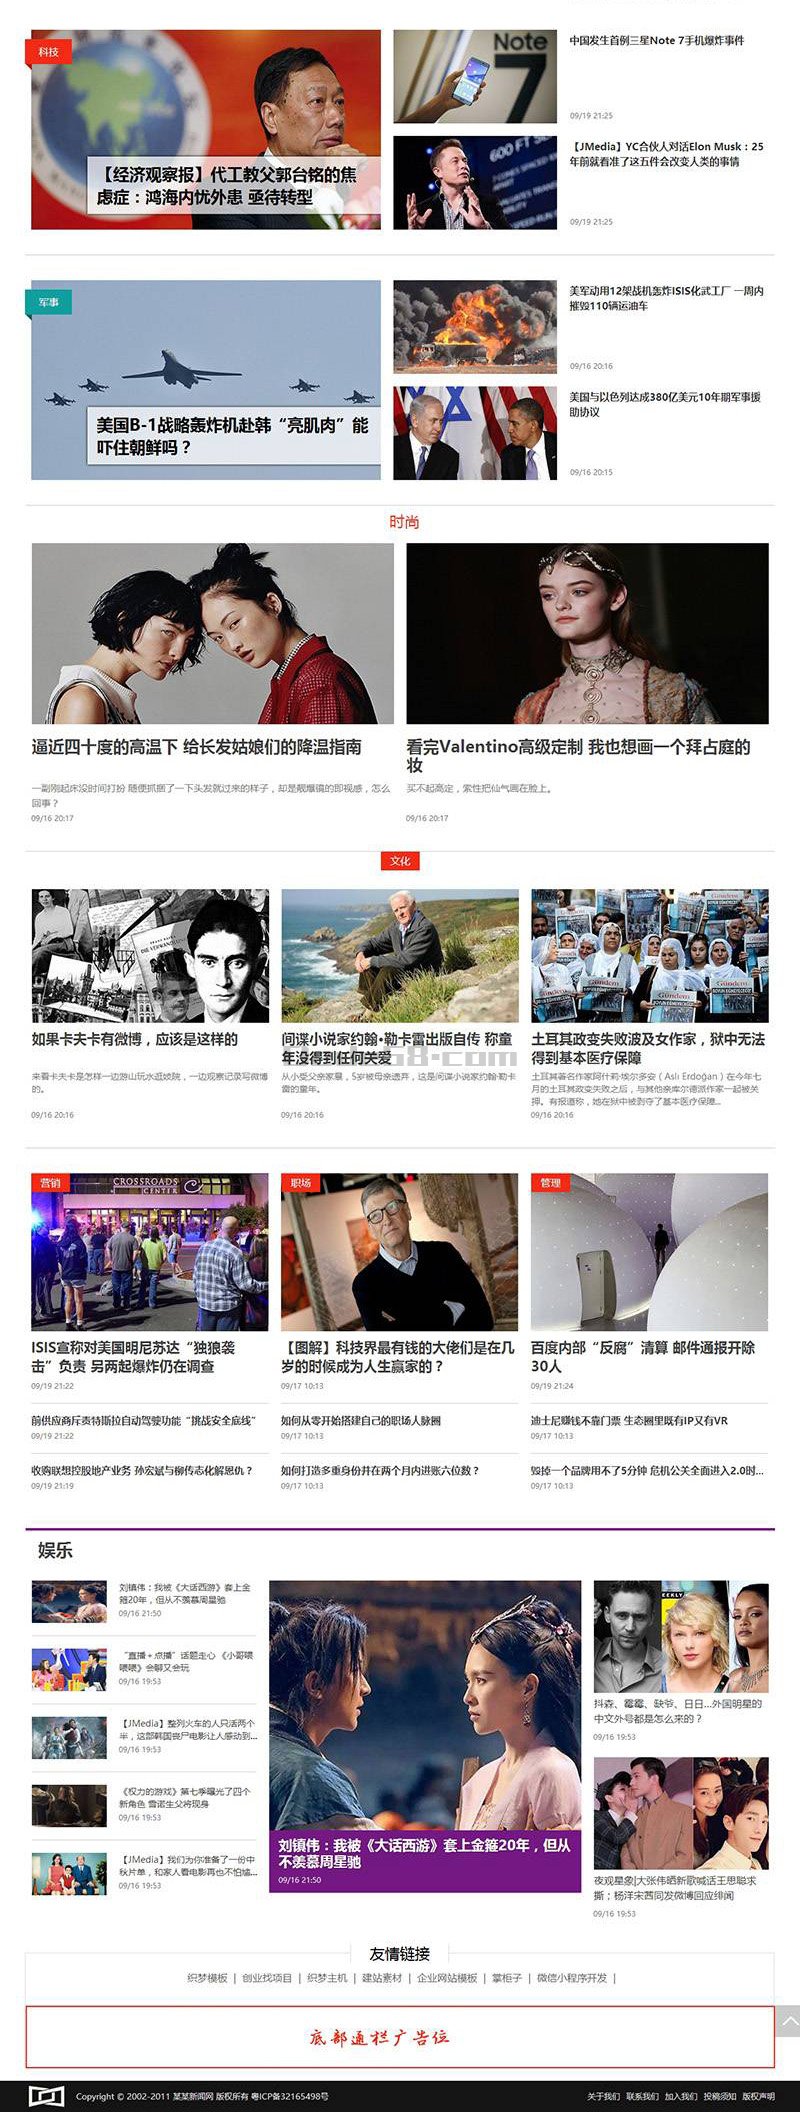 科技
【经济观察报】代工教父郭台铭的焦
虑症：鸿海内忧外患 亟待转型
Note
7
中国发生首例三星Note 7手机爆炸事件
09/19 21:25
600 FT
【JMedia】YC合伙人对话Elon Musk：25
年前就看准了这五件会改变人类的事情
09/19 21:25
军事
美国B-1战略轰炸机赴韩“亮肌肉”能
吓住朝鲜吗？
美军动用12架战机轰炸ISIS化武工厂 一周内
摧毁110辆运油车
09/16 20:16
美国与以色列达成380亿美元10年期军事援
助协议
09/16 20:15
时尚
逼近四十度的高温下 给长发姑娘们的降温指南
一副刚起床没时间打扮 随便抓捆了一下头发就过来的样子，却是靓爆镜的即视感，怎么
回事？
09/16 20:17
看完Valentino高级定制 我也想画一个拜占庭的
妆
买不起高定，索性把仙气画在脸上。
09/16 20:17
文化
如果卡夫卡有微博，应该是这样的
来看卡夫卡是怎样一边游山玩水逛妓院，一边观察记录写微博
的。
09/16 20:16
间谍小说家约翰·勒卡雷出版自传 称童
年没得到任何关爱
从小受父亲家暴，5岁被母亲遗弃，这是间谍小说家约翰·勒卡
雷的童年。
09/16 20:16
土耳其政变失败波及女作家，狱中无法
得到基本医疗保障
土耳其著名作家阿什莉·埃尔多安（Aslı Erdoğan）在今年七
月的土耳其政变失败之后，与其他亲库尔德派作家一起被关
押。有报道称，她在狱中被剥夺了基本医疗保障...
09/16 20:16
营销
CROSSROADS
CENTER
ISIS宣称对美国明尼苏达“独狼袭
击”负责 另两起爆炸仍在调查
09/19 21:22
前供应商斥责特斯拉自动驾驶功能“挑战安全底线”
09/19 21:22
收购联想控股地产业务 孙宏斌与柳传志化解恩仇？
09/19 21:19
职场
【图解】科技界最有钱的大佬们是在几
岁的时候成为人生赢家的？
09/17 10:13
如何从零开始搭建自己的职场人脉圈
09/17 10:13
如何打造多重身份并在两个月内进账六位数？
09/17 10:13
管理
百度内部“反腐”清算 邮件通报开除
30人
09/19 21:24
迪士尼赚钱不靠门票 生态圈里既有IP又有VR
09/17 10:13
毁掉一个品牌用不了5分钟 危机公关全面进入2.0时...
09/17 10:13
娱乐
刘镇伟：我被《大话西游》套上金
箍20年，但从不羡慕周星驰
09/16 21:50
“直播＋点播”话题走心 《小哥喂
喂喂》会聊又会玩
09/16 19:53
【JMedia】整列火车的人只活两个
半，这部韩国丧尸电影让人感动到...
09/16 19:53
《权力的游戏》第七季曝光了四个
新角色 雪诺生父将现身
09/16 19:53
【JMedia】我们为你准备了一份中
秋片单，和家人看电影再也不怕尴...
09/16 19:53
刘镇伟：我被《大话西游》套上金箍20年，但从
不羡慕周星驰
09/16 21:50
抖森、霉霉、缺爷、日日...外国明星的
中文外号都是怎么来的？
09/16 19:53
夜观星象|大张伟晒新歌喊话王思聪求
撕；杨洋宋茜同发微博回应绯闻
09/16 19:53
友情链接
织梦模板 | 创业找项目 | 织梦主机 | 建站素材 | 企业网站模板 | 掌柜子 | 微信小程序开发 |
底部通栏广告位
Copyright © 2002-2011 某某新闻网 版权所有 粤ICP备32165498号
关于我们 联系我们 加入我们 投稿须知 版权声明